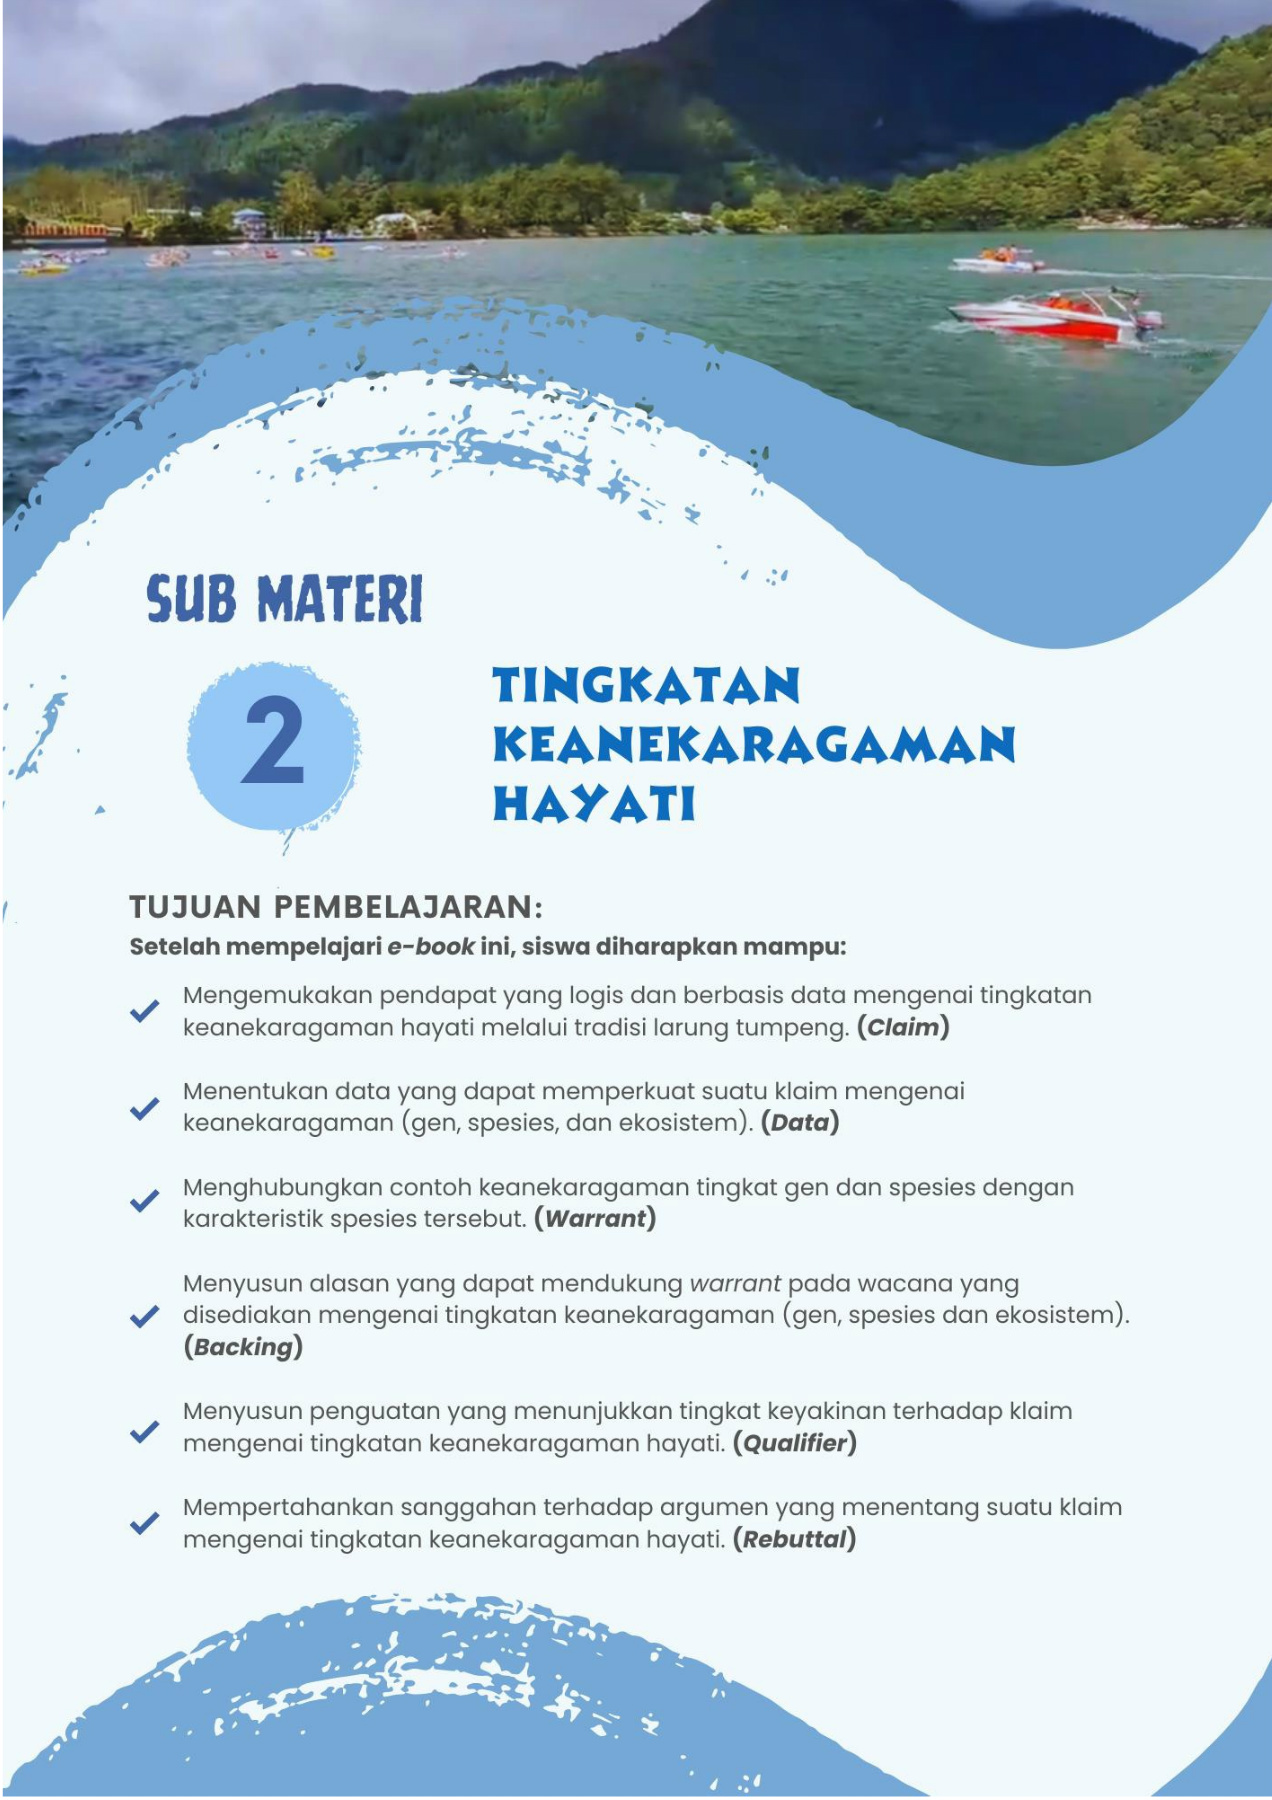 SUB MATERI
2
TINGKATAN
KEANEKARAGAMAN
HAYATI
TUJUAN PEMBELAJARAN:
Setelah mempelajari e-book ini, siswa diharapkan mampu:
Mengemukakan pendapat yang logis dan berbasis data mengenai tingkatan
keanekaragaman hayati melalui tradisi larung tumpeng. (Claim)
Menentukan data yang dapat memperkuat suatu klaim mengenai
keanekaragaman (gen, spesies, dan ekosistem). (Data)
Menghubungkan contoh keanekaragaman tingkat gen dan spesies dengan
karakteristik spesies tersebut. (Warrant)
Menyusun alasan yang dapat mendukung warrant pada wacana yang
disediakan mengenai tingkatan keanekaragaman (gen, spesies dan ekosistem).
(Backing)
Menyusun penguatan yang menunjukkan tingkat keyakinan terhadap klaim
mengenai tingkatan keanekaragaman hayati. (Qualifier)
Mempertahankan sanggahan terhadap argumen yang menentang suatu klaim
mengenai tingkatan keanekaragaman hayati. (Rebuttal)